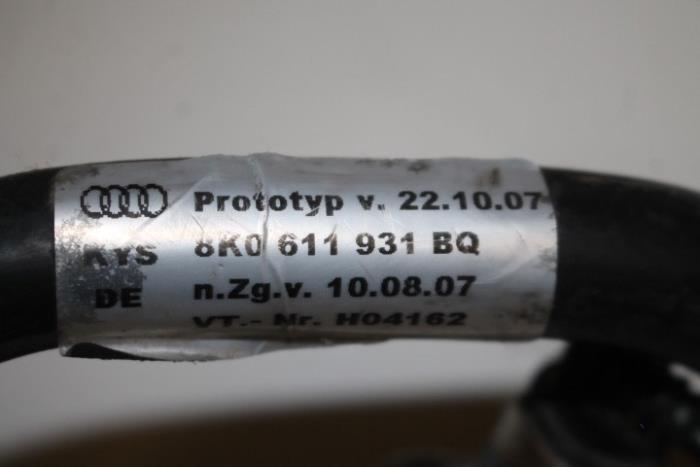 Prototyp v. 22.10.07
KYS 8K0 611 931 BQ
DE n.Zg.v. 10.08.07
VT.- Nr. H04162